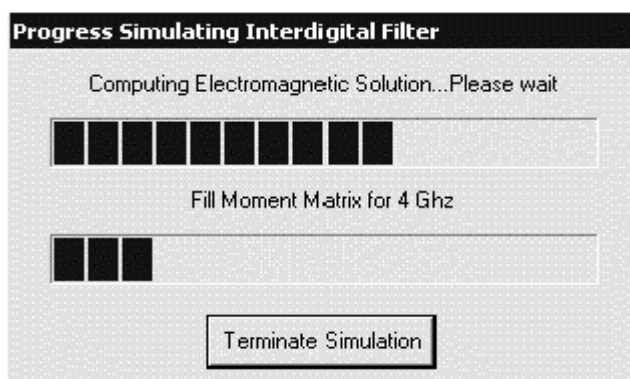 Progress Simulating Interdigital Filter
Computing Electromagnetic Solution...Please wait
Fill Moment Matrix for 4 Ghz
Terminate Simulation